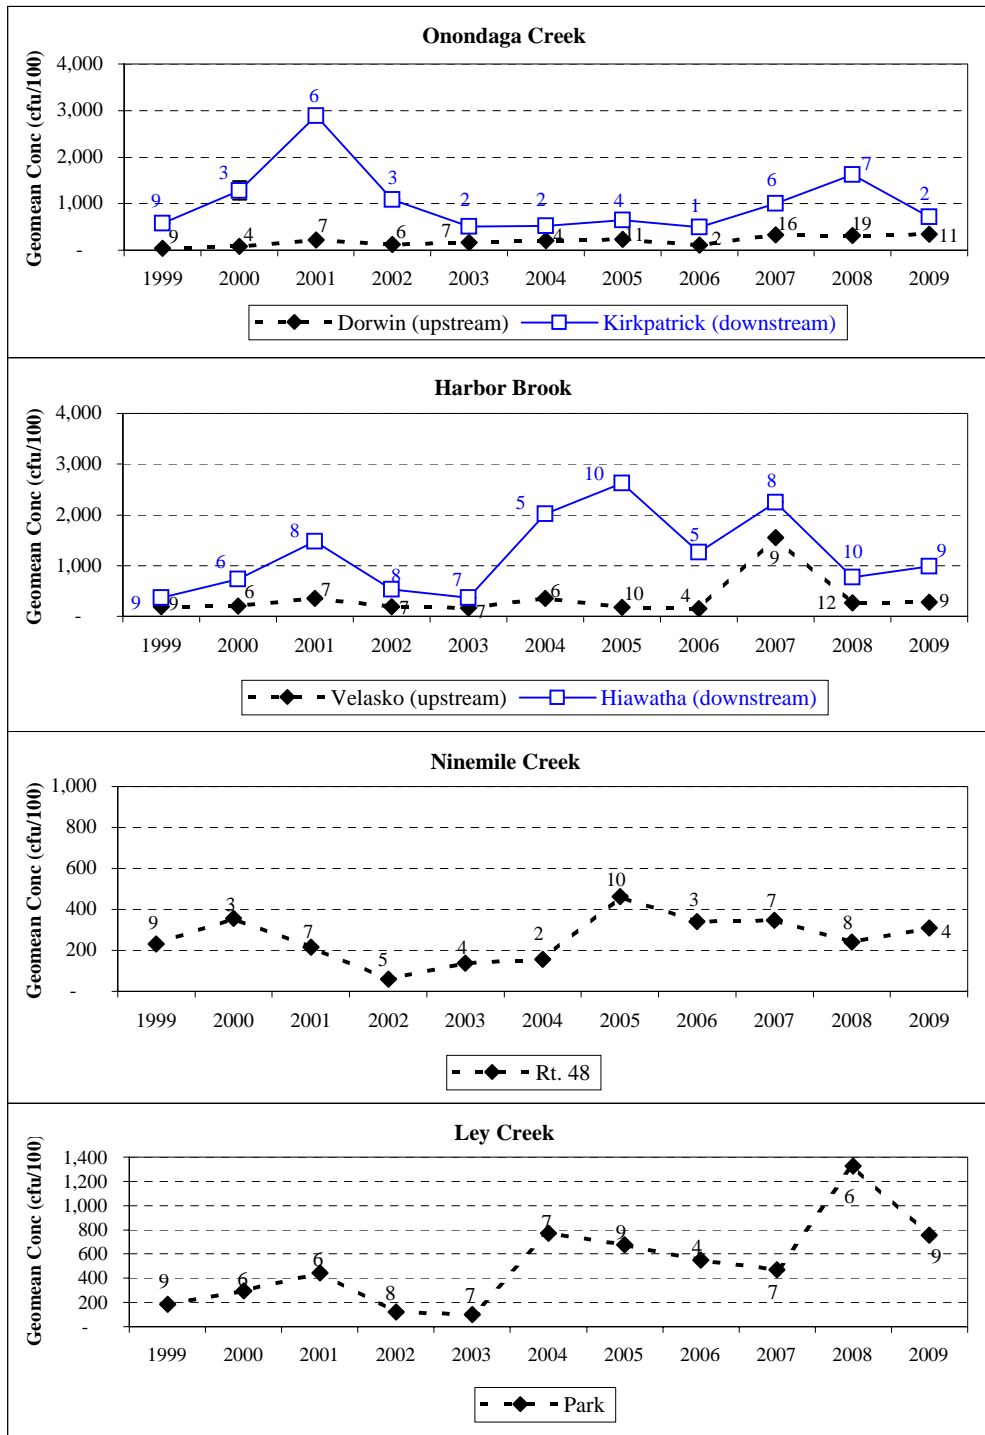 Onondaga Creek
Geomean Conc (cfu/100)
4,000
3,000
2,000
1,000
-
9 3 6 3 2 2 4 1 6 7 2
9 4 7 6 7 4 1 2 16 19 11
1999 2000 2001 2002 2003 2004 2005 2006 2007 2008 2009
Dorwin (upstream) Kirkpatrick (downstream)
Harbor Brook
Geomean Conc (cfu/100)
4,000
3,000
2,000
1,000
-
9 6 8 8 7 5 10 5 8 10 9
9 6 7 7 7 6 10 4 9 12 9
1999 2000 2001 2002 2003 2004 2005 2006 2007 2008 2009
Velasko (upstream) Hiawatha (downstream)
Ninemile Creek
Geomean Conc (cfu/100)
1,000
800
600
400
200
-
9 3 7 5 4 2 10 3 7 8 4
1999 2000 2001 2002 2003 2004 2005 2006 2007 2008 2009
Rt. 48
Ley Creek
Geomean Conc (cfu/100)
1,400
1,200
1,000
800
600
400
200
-
9 6 6 8 7 7 9 4 7 6 9
1999 2000 2001 2002 2003 2004 2005 2006 2007 2008 2009
Park